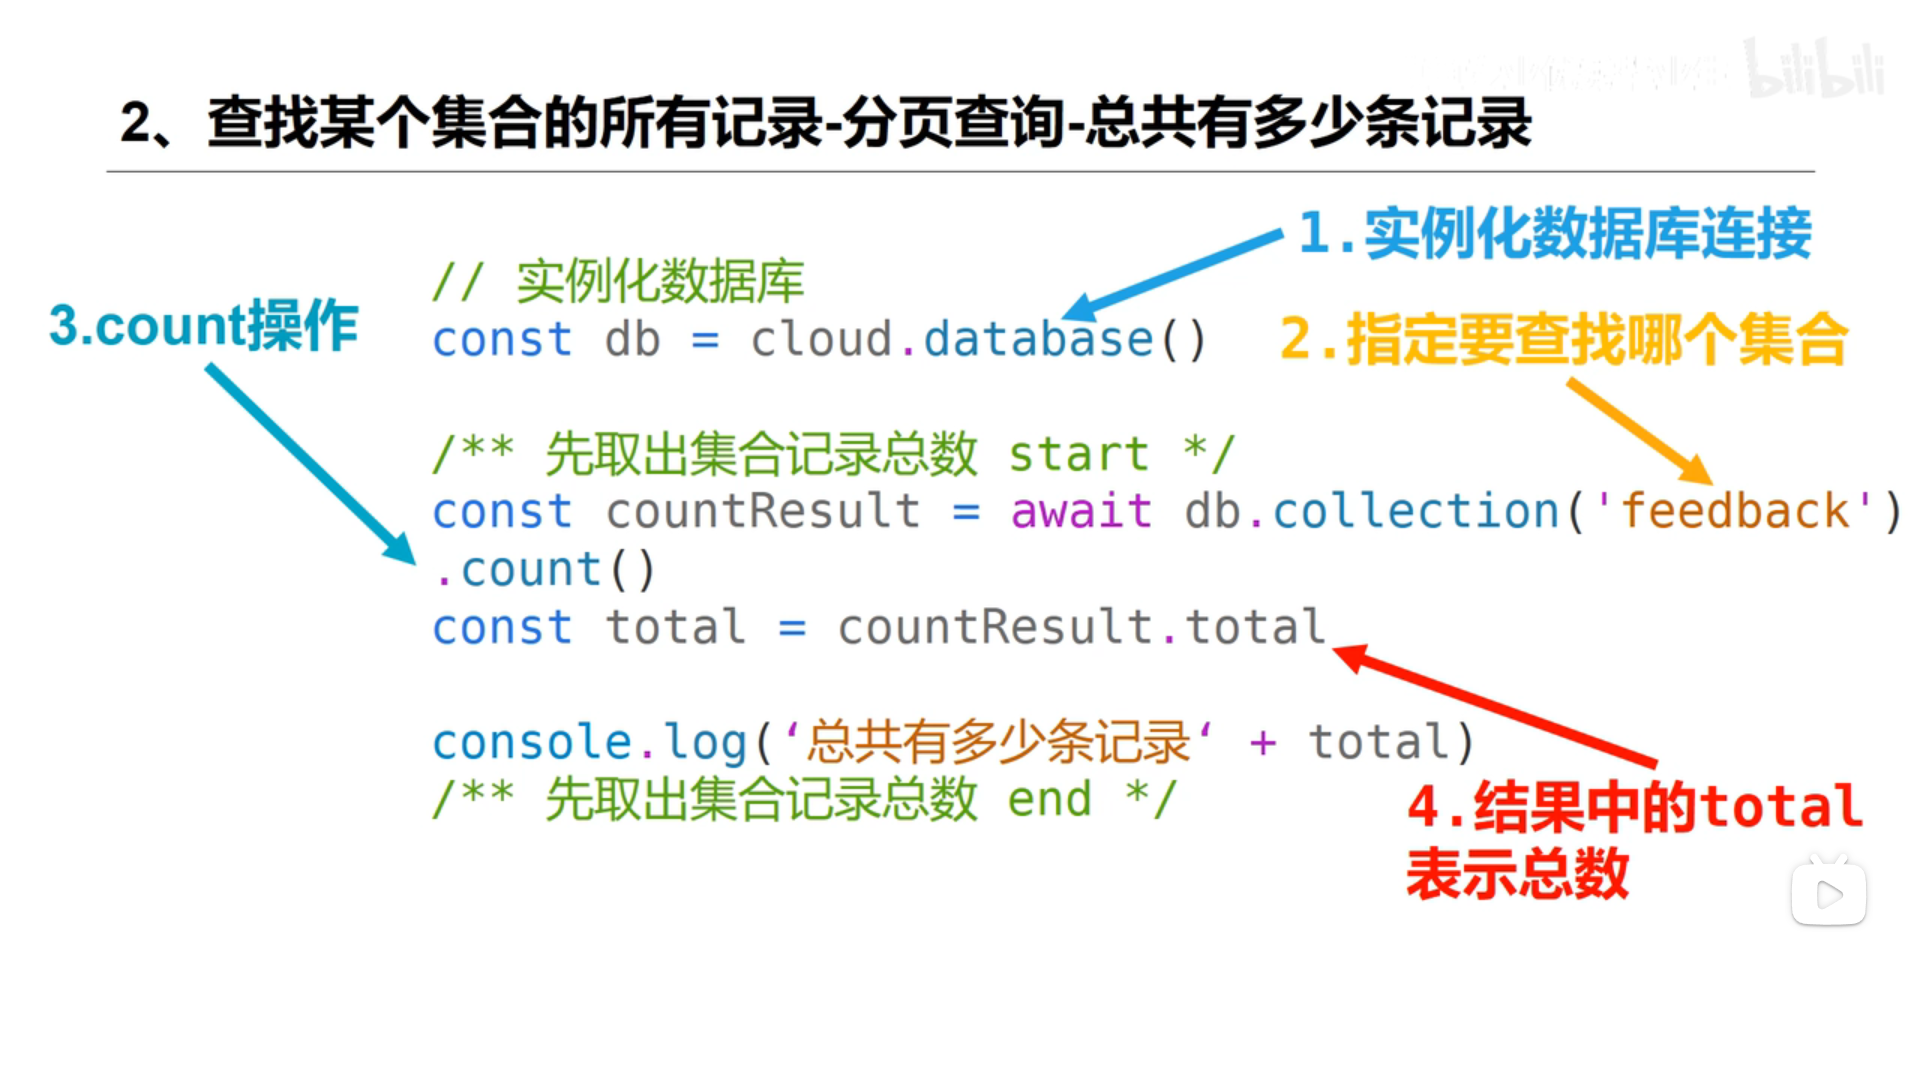 bilibili
2、查找某个集合的所有记录-分页查询-总共有多少条记录
1.实例化数据库连接
// 实例化数据库
3.count操作
const db = cloud.database()
2.指定要查找哪个集合
/** 先取出集合记录总数 start */
const countResult = await db.collection('feedback')
.count()
const total = countResult.total
console.log(‘总共有多少条记录‘ + total)
/** 先取出集合记录总数 end */
4.结果中的total
表示总数